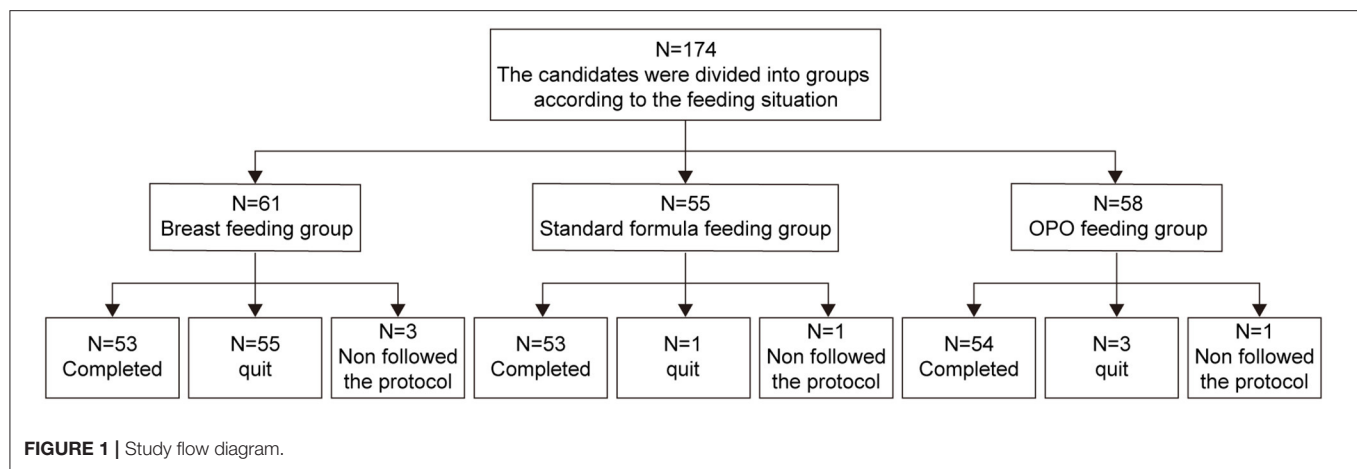 N=174
The candidates were divided into groups
according to the feeding situation
N=61
Breast feeding group
N=55
Standard formula feeding group
N=58
OPO feeding group
N=53
Completed
N=55
quit
N=3
Non followed
the protocol
N=53
Completed
N=1
quit
N=1
Non followed
the protocol
N=54
Completed
N=3
quit
N=1
Non followed
the protocol
FIGURE 1 | Study flow diagram.